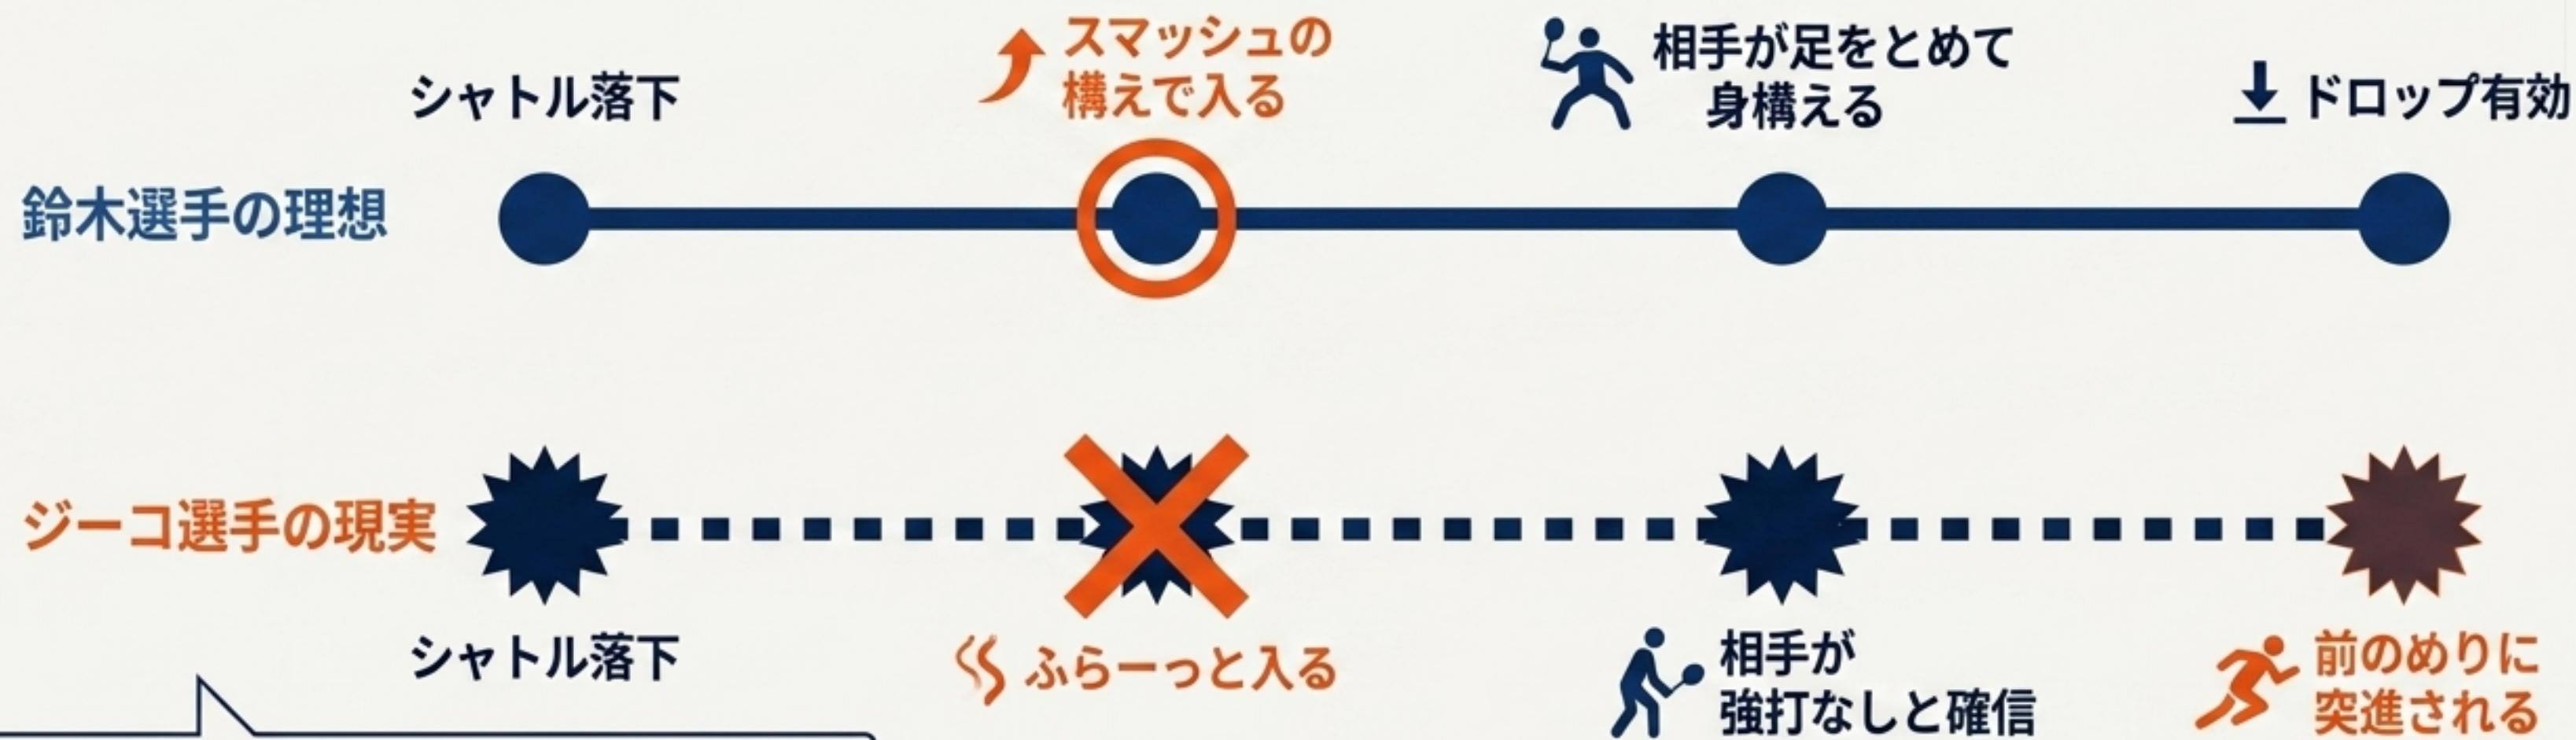 シャトル落下
スマッシュの
構えで入る
相手が足をとめて
身構える
ドロップ有効
鈴木選手の理想
ジーコ選手の現実
シャトル落下
ふらーっと入る
相手が
強打なしと確信
前のめりに
突進される